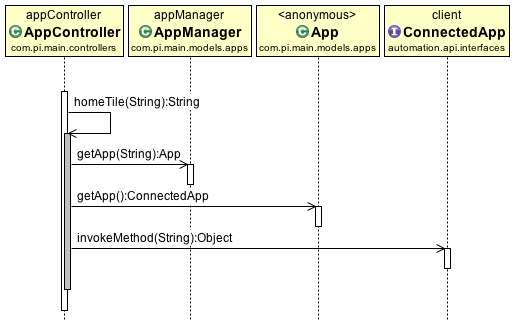 appController
C AppController
com.pi.main.controllers
appManager
C AppManager
com.pi.main.models.apps
<anonymous>
C App
com.pi.main.models.apps
client
I ConnectedApp
automation.api.interfaces
homeTile(String):String
getApp(String):App
getApp():ConnectedApp
invokeMethod(String):Object